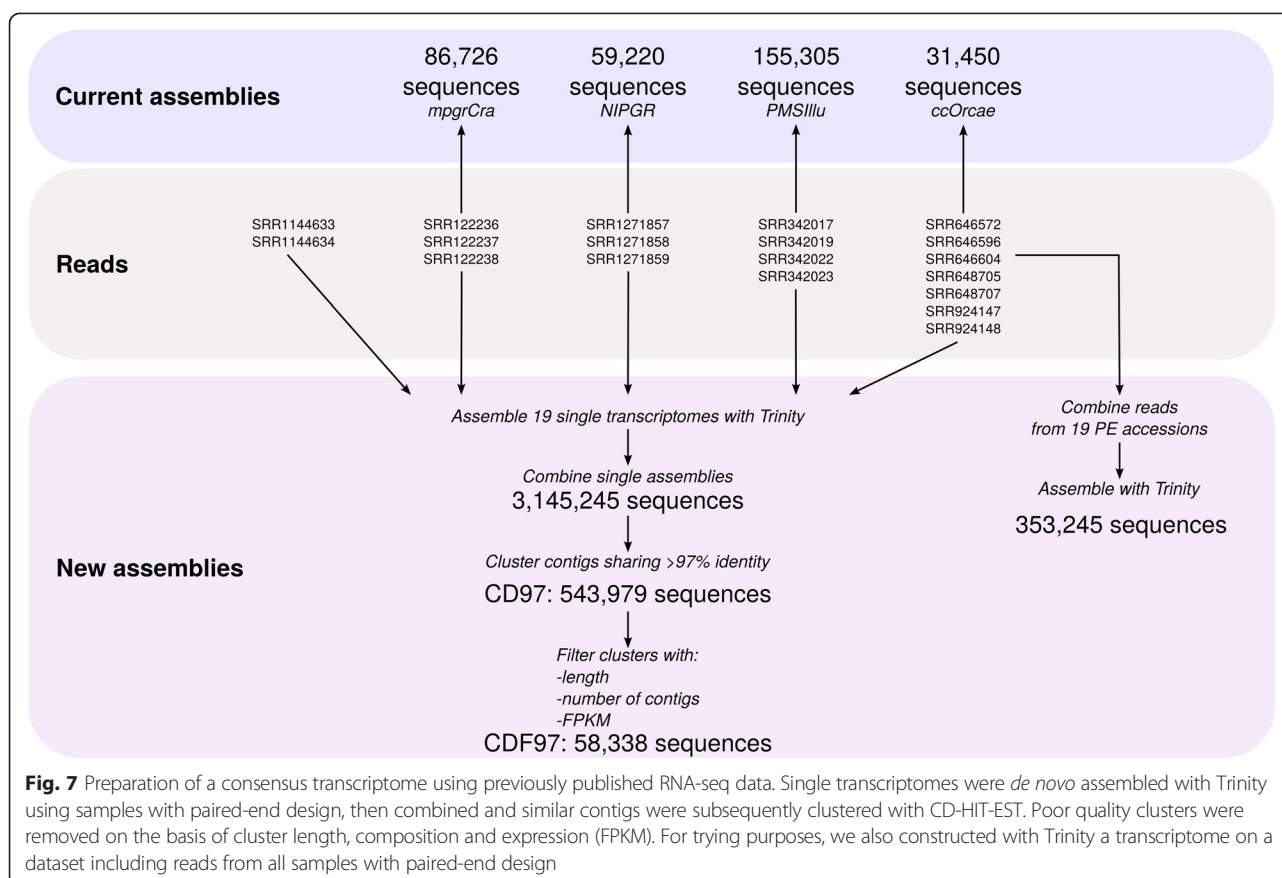 Current assemblies
86,726
sequences
mpgrCra
59,220
sequences
NIPGR
155,305
sequences
PMSIllu
31,450
sequences
ccOrcae
Reads
SRR1144633
SRR1144634
SRR122236
SRR122237
SRR122238
SRR1271857
SRR1271858
SRR1271859
SRR342017
SRR342019
SRR342022
SRR342023
SRR646572
SRR646596
SRR646604
SRR648705
SRR648707
SRR924147
SRR924148
New assemblies
Assemble 19 single transcriptomes with Trinity
Combine single assemblies
3,145,245 sequences
Cluster contigs sharing >97% identity
CD97: 543,979 sequences
Filter clusters with:
-length
-number of contigs
-FPKM
CDF97: 58,338 sequences
Combine reads
from 19 PE accessions
Assemble with Trinity
353,245 sequences
Fig. 7 Preparation of a consensus transcriptome using previously published RNA-seq data. Single transcriptomes were de novo assembled with Trinity
using samples with paired-end design, then combined and similar contigs were subsequently clustered with CD-HIT-EST. Poor quality clusters were
removed on the basis of cluster length, composition and expression (FPKM). For trying purposes, we also constructed with Trinity a transcriptome on a
dataset including reads from all samples with paired-end design